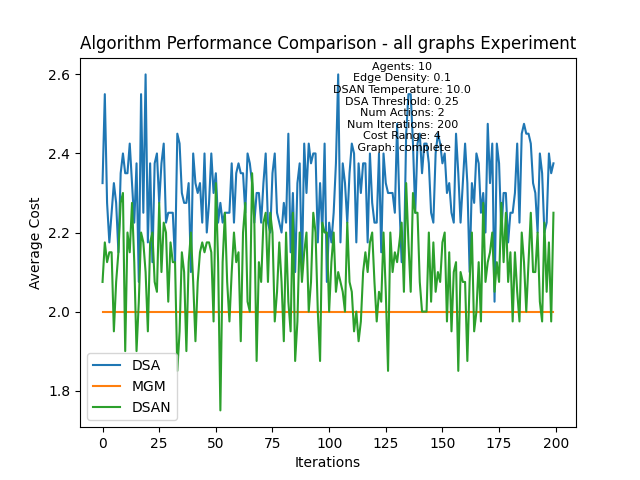 Algorithm Performance Comparison - all graphs Experiment
Agents: 10
Edge Density: 0.1
DSAN Temperature: 10.0
DSA Threshold: 0.25
Num Actions: 2
Num Iterations: 200
Cost Range: 4
Graph: complete
2.6
2.4
2.2
2.0
1.8
Average Cost
DSA
MGM
DSAN
0 25 50 75 100 125 150 175 200
Iterations